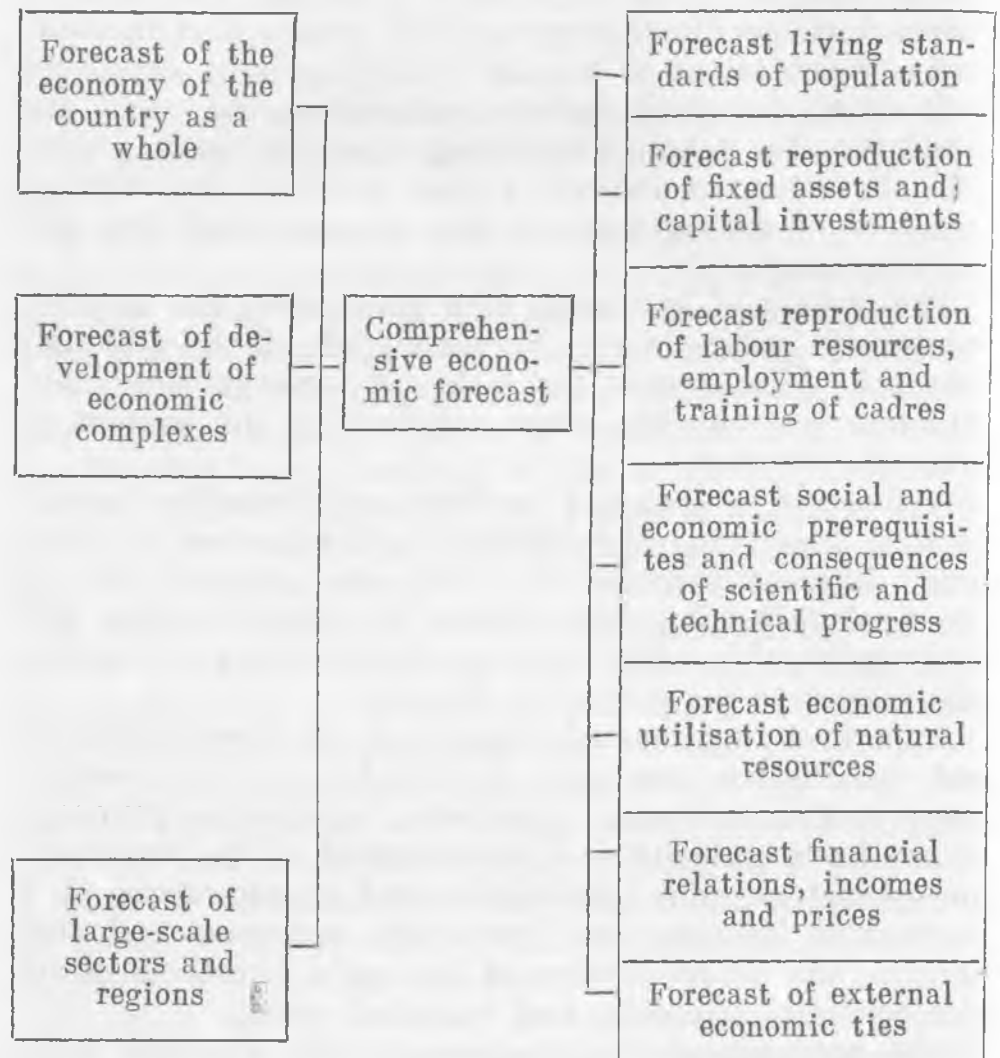 Forecast of the
economy of the
country as a
whole
Forecast of de-
velopment of
economic
complexes
Forecast of
large-scale
sectors and
regions
Comprehen-
sive econo-
mic forecast
Forecast living stan-
dards of population
Forecast reproduction
of fixed assets and
capital investments
Forecast reproduction
of labour resources,
employment and
training of cadres
Forecast social and
economic prerequisi-
tes and consequences
of scientific and
technical progress
Forecast economic
utilisation of natural
resources
Forecast financial
relations, incomes
and prices
Forecast of external
economic ties